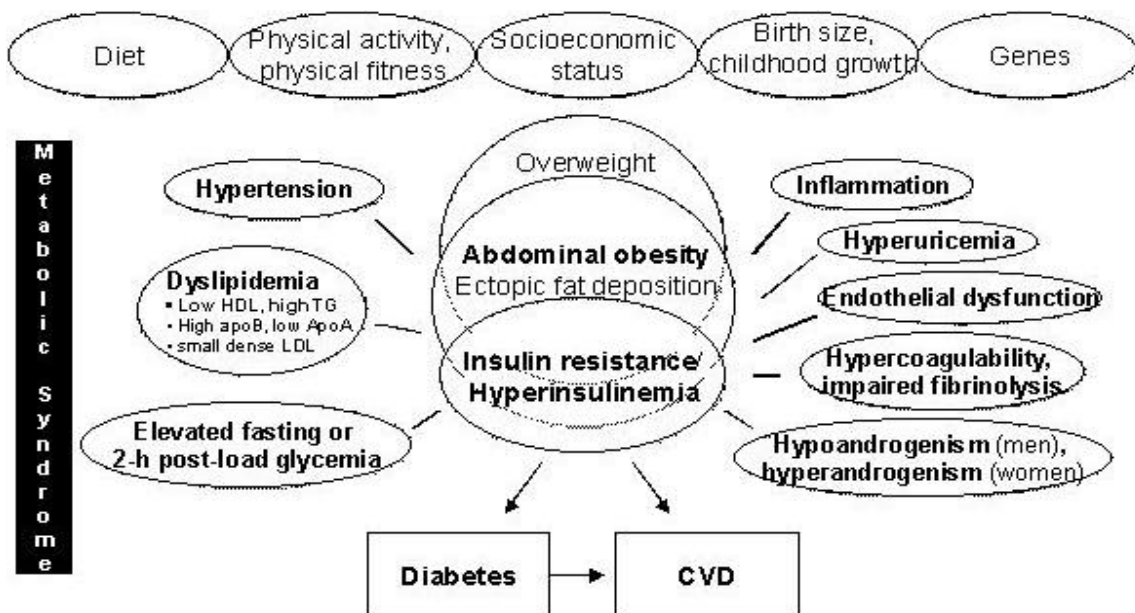 Diet
Physical activity,
physical fitness
Socioeconomic
status
Birth size,
childhood growth
Genes
Metabolic Syndrome
Overweight
Hypertension
Inflammation
Abdominal obesity
Ectopic fat deposition
Hyperuricemia
Dyslipidemia
▪ Low HDL, high TG
• High apoB, low ApoA
• small dense LDL
Endothelial dysfunction
Insulin resistance/
Hyperinsulinemia
Hypercoagulability,
impaired fibrinolysis
Elevated fasting or
2-h post-load glycemia
Hypoandrogenism (men),
hyperandrogenism (women)
Diabetes
CVD